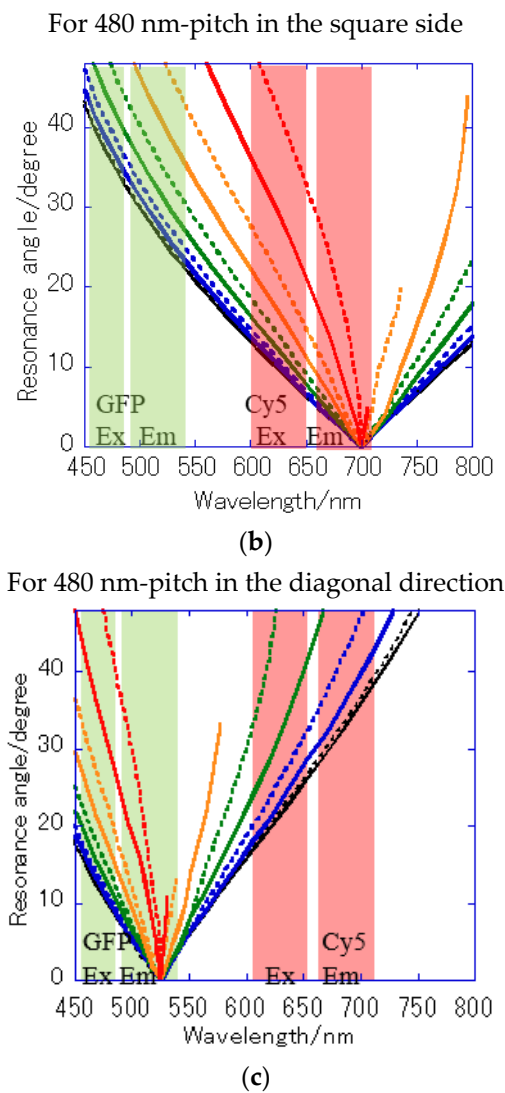 For 480 nm-pitch in the square side
Resonance angle/degree
40
30
20
10
0
GFP Cy5
Ex Em Ex Em
450 500 550 600 650 700 750 800
Wavelength/nm
(b)
For 480 nm-pitch in the diagonal direction
Resonance angle/degree
40
30
20
10
0
GFP Cy5
Ex Em Ex Em
450 500 550 600 650 700 750 800
Wavelength/nm
(c)